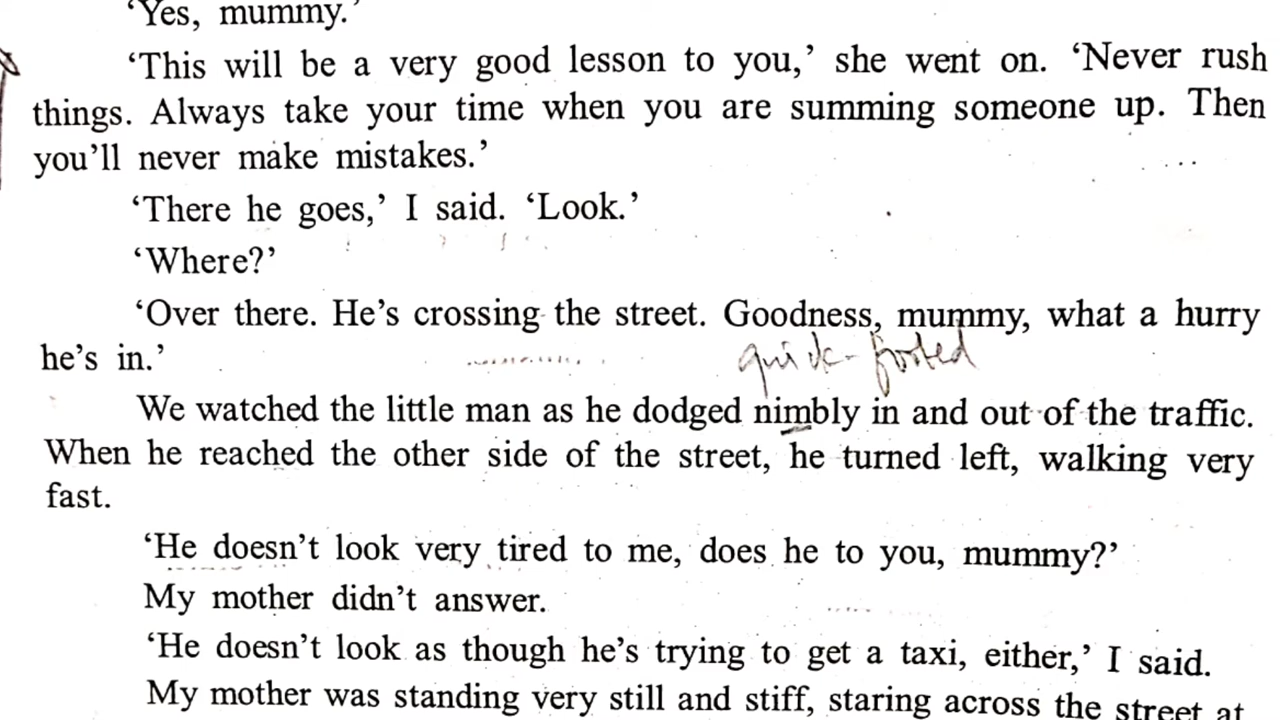 ‘Yes, mummy.’
‘This will be a very good lesson to you,’ she went on. ‘Never rush
things. Always take your time when you are summing someone up. Then
you’ll never make mistakes.’
‘There he goes,’ I said. ‘Look.’
‘Where?’
‘Over there. He’s crossing the street. Goodness, mummy, what a hurry
he’s in.’
quick-footed
We watched the little man as he dodged nimbly in and out of the traffic.
When he reached the other side of the street, he turned left, walking very
fast.
‘He doesn’t look very tired to me, does he to you, mummy?’
My mother didn’t answer.
‘He doesn’t look as though he’s trying to get a taxi, either,’ I said.
My mother was standing very still and stiff, staring across the street at